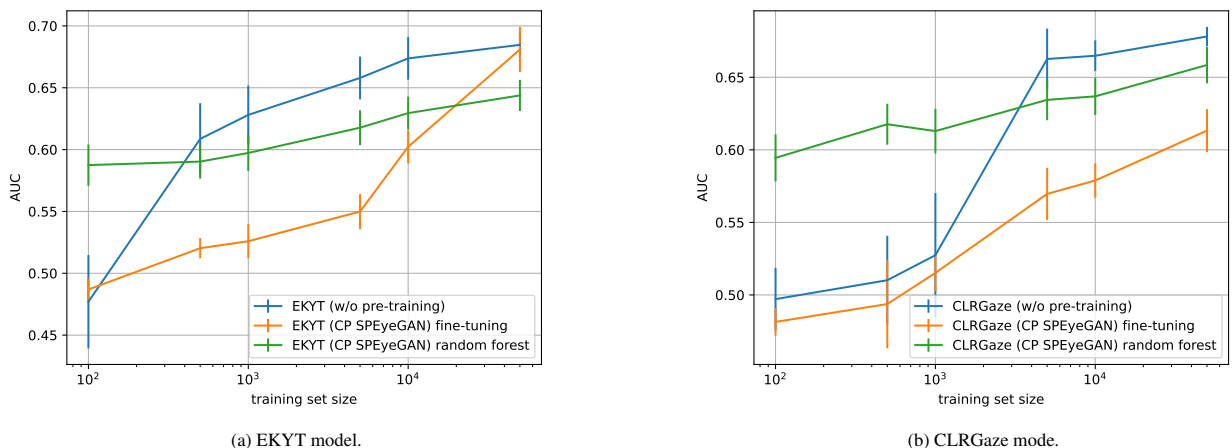 0.70
0.65
0.60
0.55
0.50
0.45
AUC
10²
10³
10⁴
training set size
EKYT (w/o pre-training)
EKYT (CP SPEyeGAN) fine-tuning
EKYT (CP SPEyeGAN) random forest
(a) EKYT model.
0.65
0.60
0.55
0.50
AUC
10²
10³
10⁴
training set size
CLRGaze (w/o pre-training)
CLRGaze (CP SPEyeGAN) fine-tuning
CLRGaze (CP SPEyeGAN) random forest
(b) CLRGaze mode.